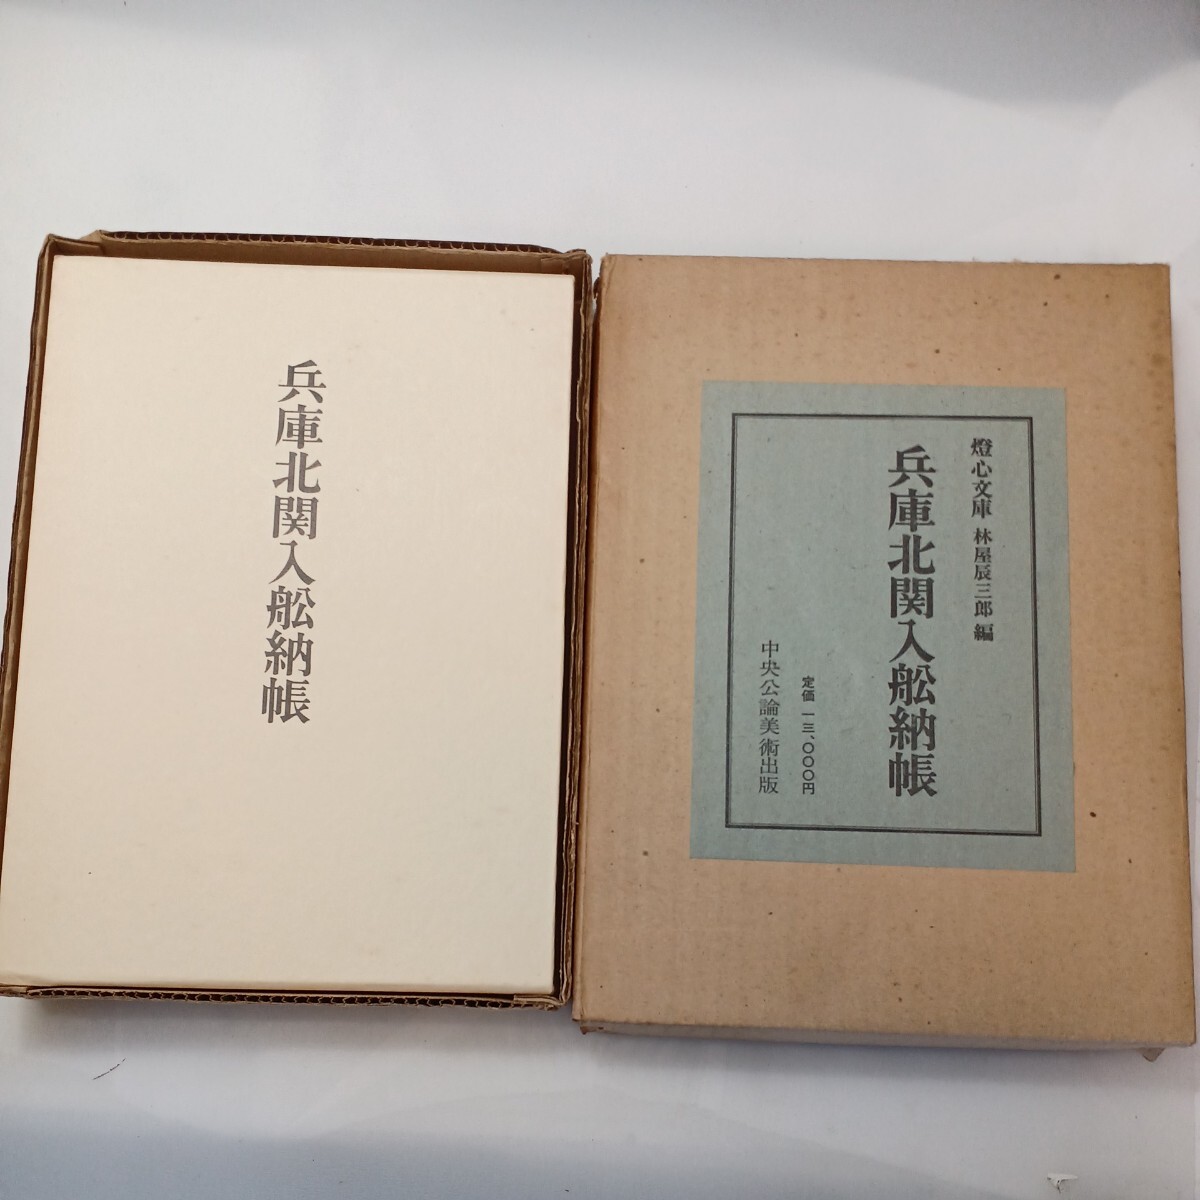 兵庫北関入舩納帳
燈心文庫 林屋辰三郎 編
兵庫北関入舩納帳
定価 一三、〇〇〇円
中央公論美術出版